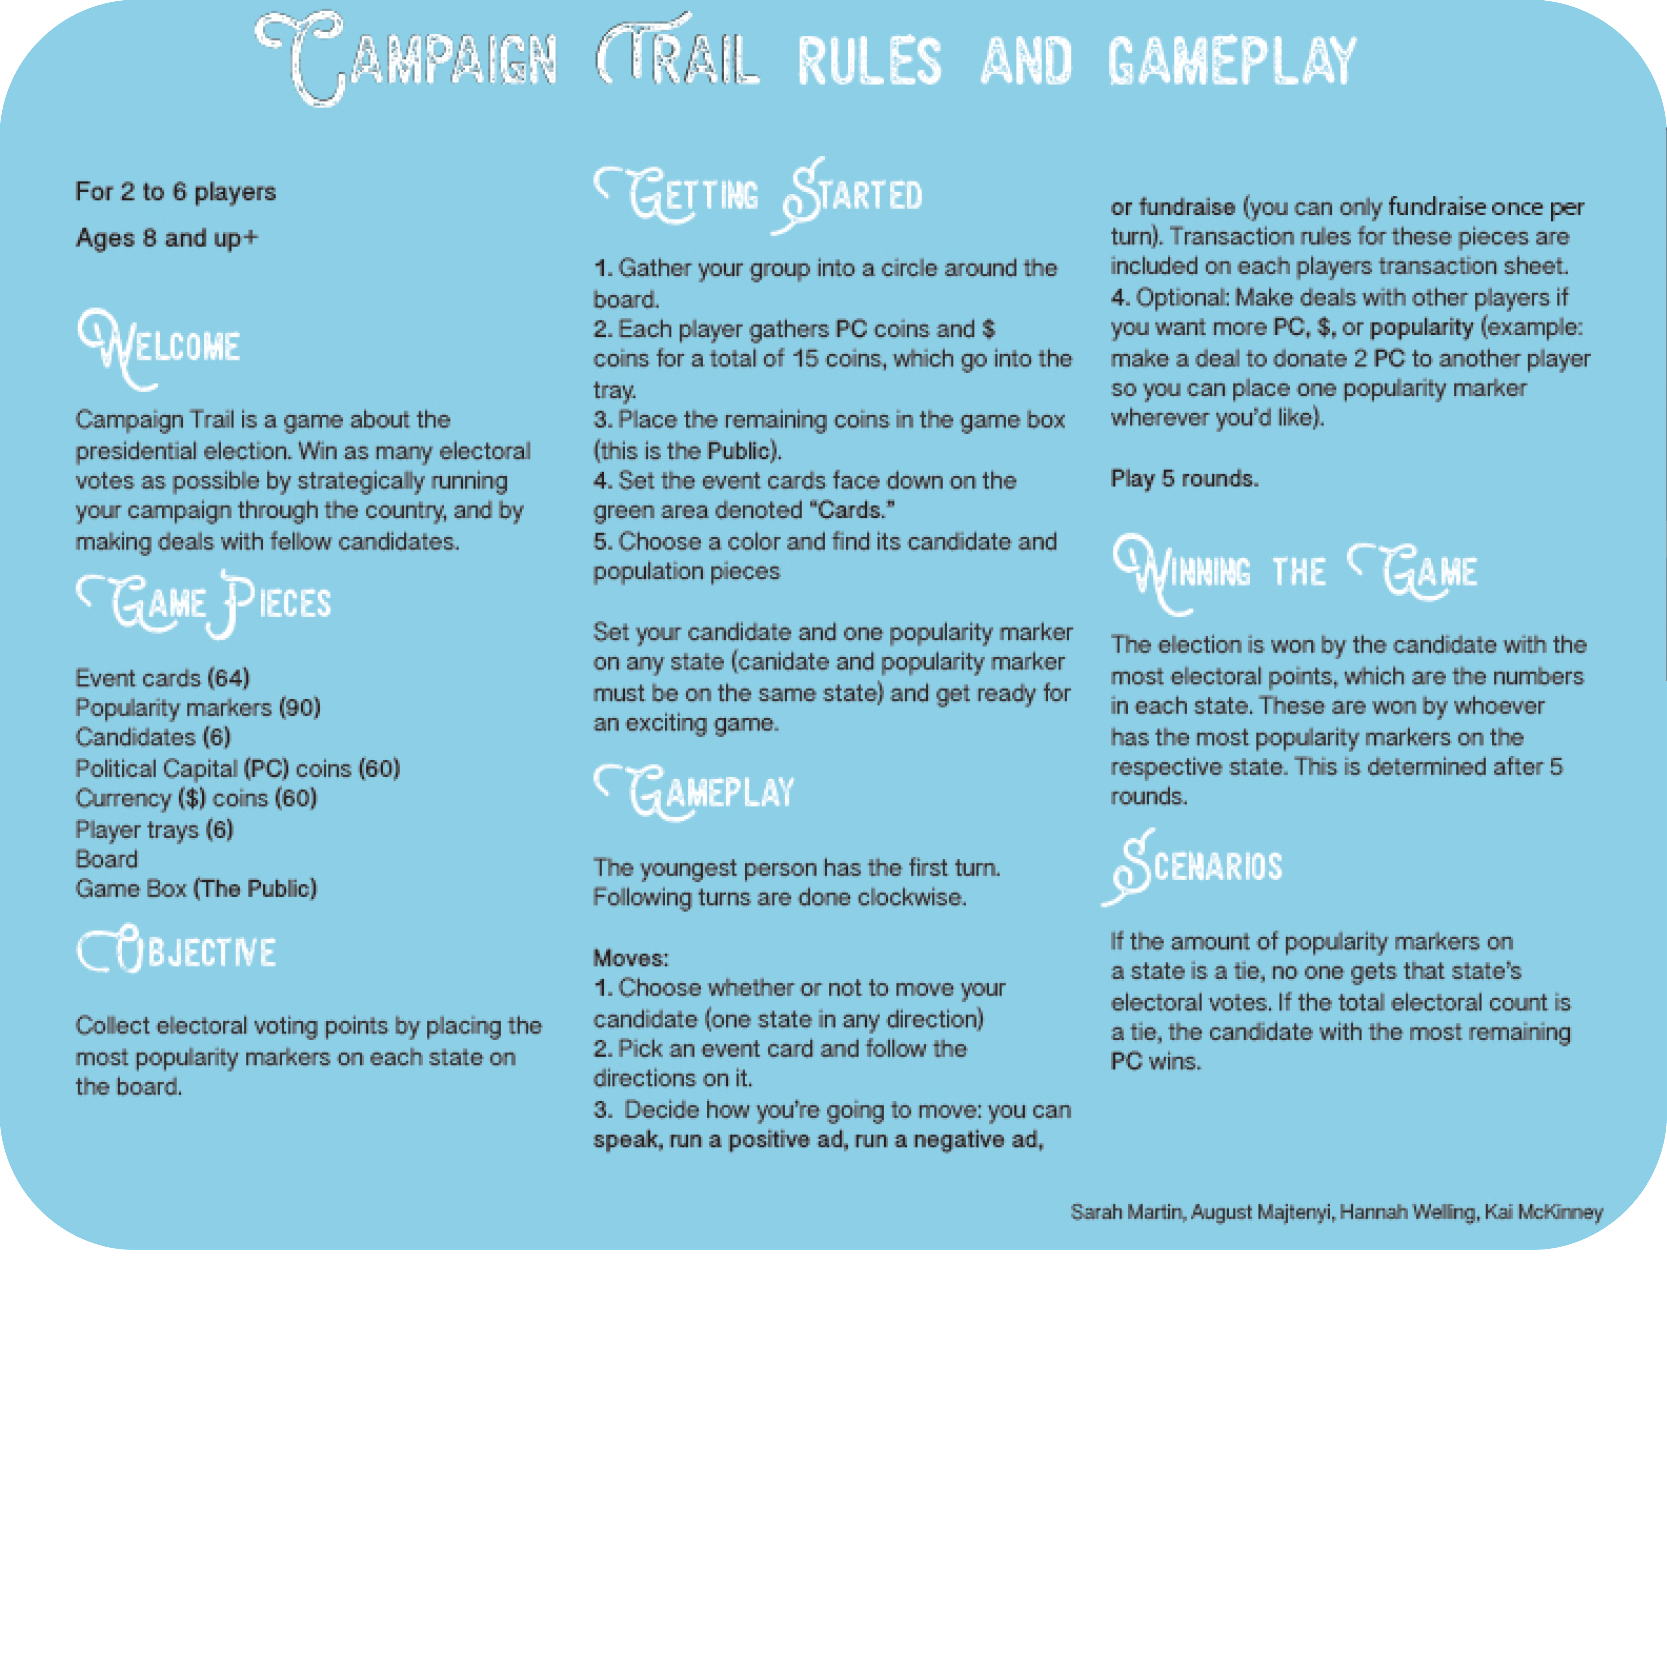 Campaign Trail rules and gameplay
For 2 to 6 players
Ages 8 and up+
Welcome
Campaign Trail is a game about the
presidential election. Win as many electoral
votes as possible by strategically running
your campaign through the country, and by
making deals with fellow candidates.
Game Pieces
Event cards (64)
Popularity markers (90)
Candidates (6)
Political Capital (PC) coins (60)
Currency ($) coins (60)
Player trays (6)
Board
Game Box (The Public)
Objective
Collect electoral voting points by placing the
most popularity markers on each state on
the board.
Getting Started
1. Gather your group into a circle around the
board.
2. Each player gathers PC coins and $
coins for a total of 15 coins, which go into the
tray.
3. Place the remaining coins in the game box
(this is the Public).
4. Set the event cards face down on the
green area denoted “Cards.”
5. Choose a color and find its candidate and
population pieces
Set your candidate and one popularity marker
on any state (canidate and popularity marker
must be on the same state) and get ready for
an exciting game.
Gameplay
The youngest person has the first turn.
Following turns are done clockwise.
Moves:
1. Choose whether or not to move your
candidate (one state in any direction)
2. Pick an event card and follow the
directions on it.
3. Decide how you’re going to move: you can
speak, run a positive ad, run a negative ad,
or fundraise (you can only fundraise once per
turn). Transaction rules for these pieces are
included on each players transaction sheet.
4. Optional: Make deals with other players if
you want more PC, $, or popularity (example:
make a deal to donate 2 PC to another player
so you can place one popularity marker
wherever you’d like).
Play 5 rounds.
Winning the Game
The election is won by the candidate with the
most electoral points, which are the numbers
in each state. These are won by whoever
has the most popularity markers on the
respective state. This is determined after 5
rounds.
Scenarios
If the amount of popularity markers on
a state is a tie, no one gets that state’s
electoral votes. If the total electoral count is
a tie, the candidate with the most remaining
PC wins.
Sarah Martin, August Majtenyi, Hannah Welling, Kai McKinney